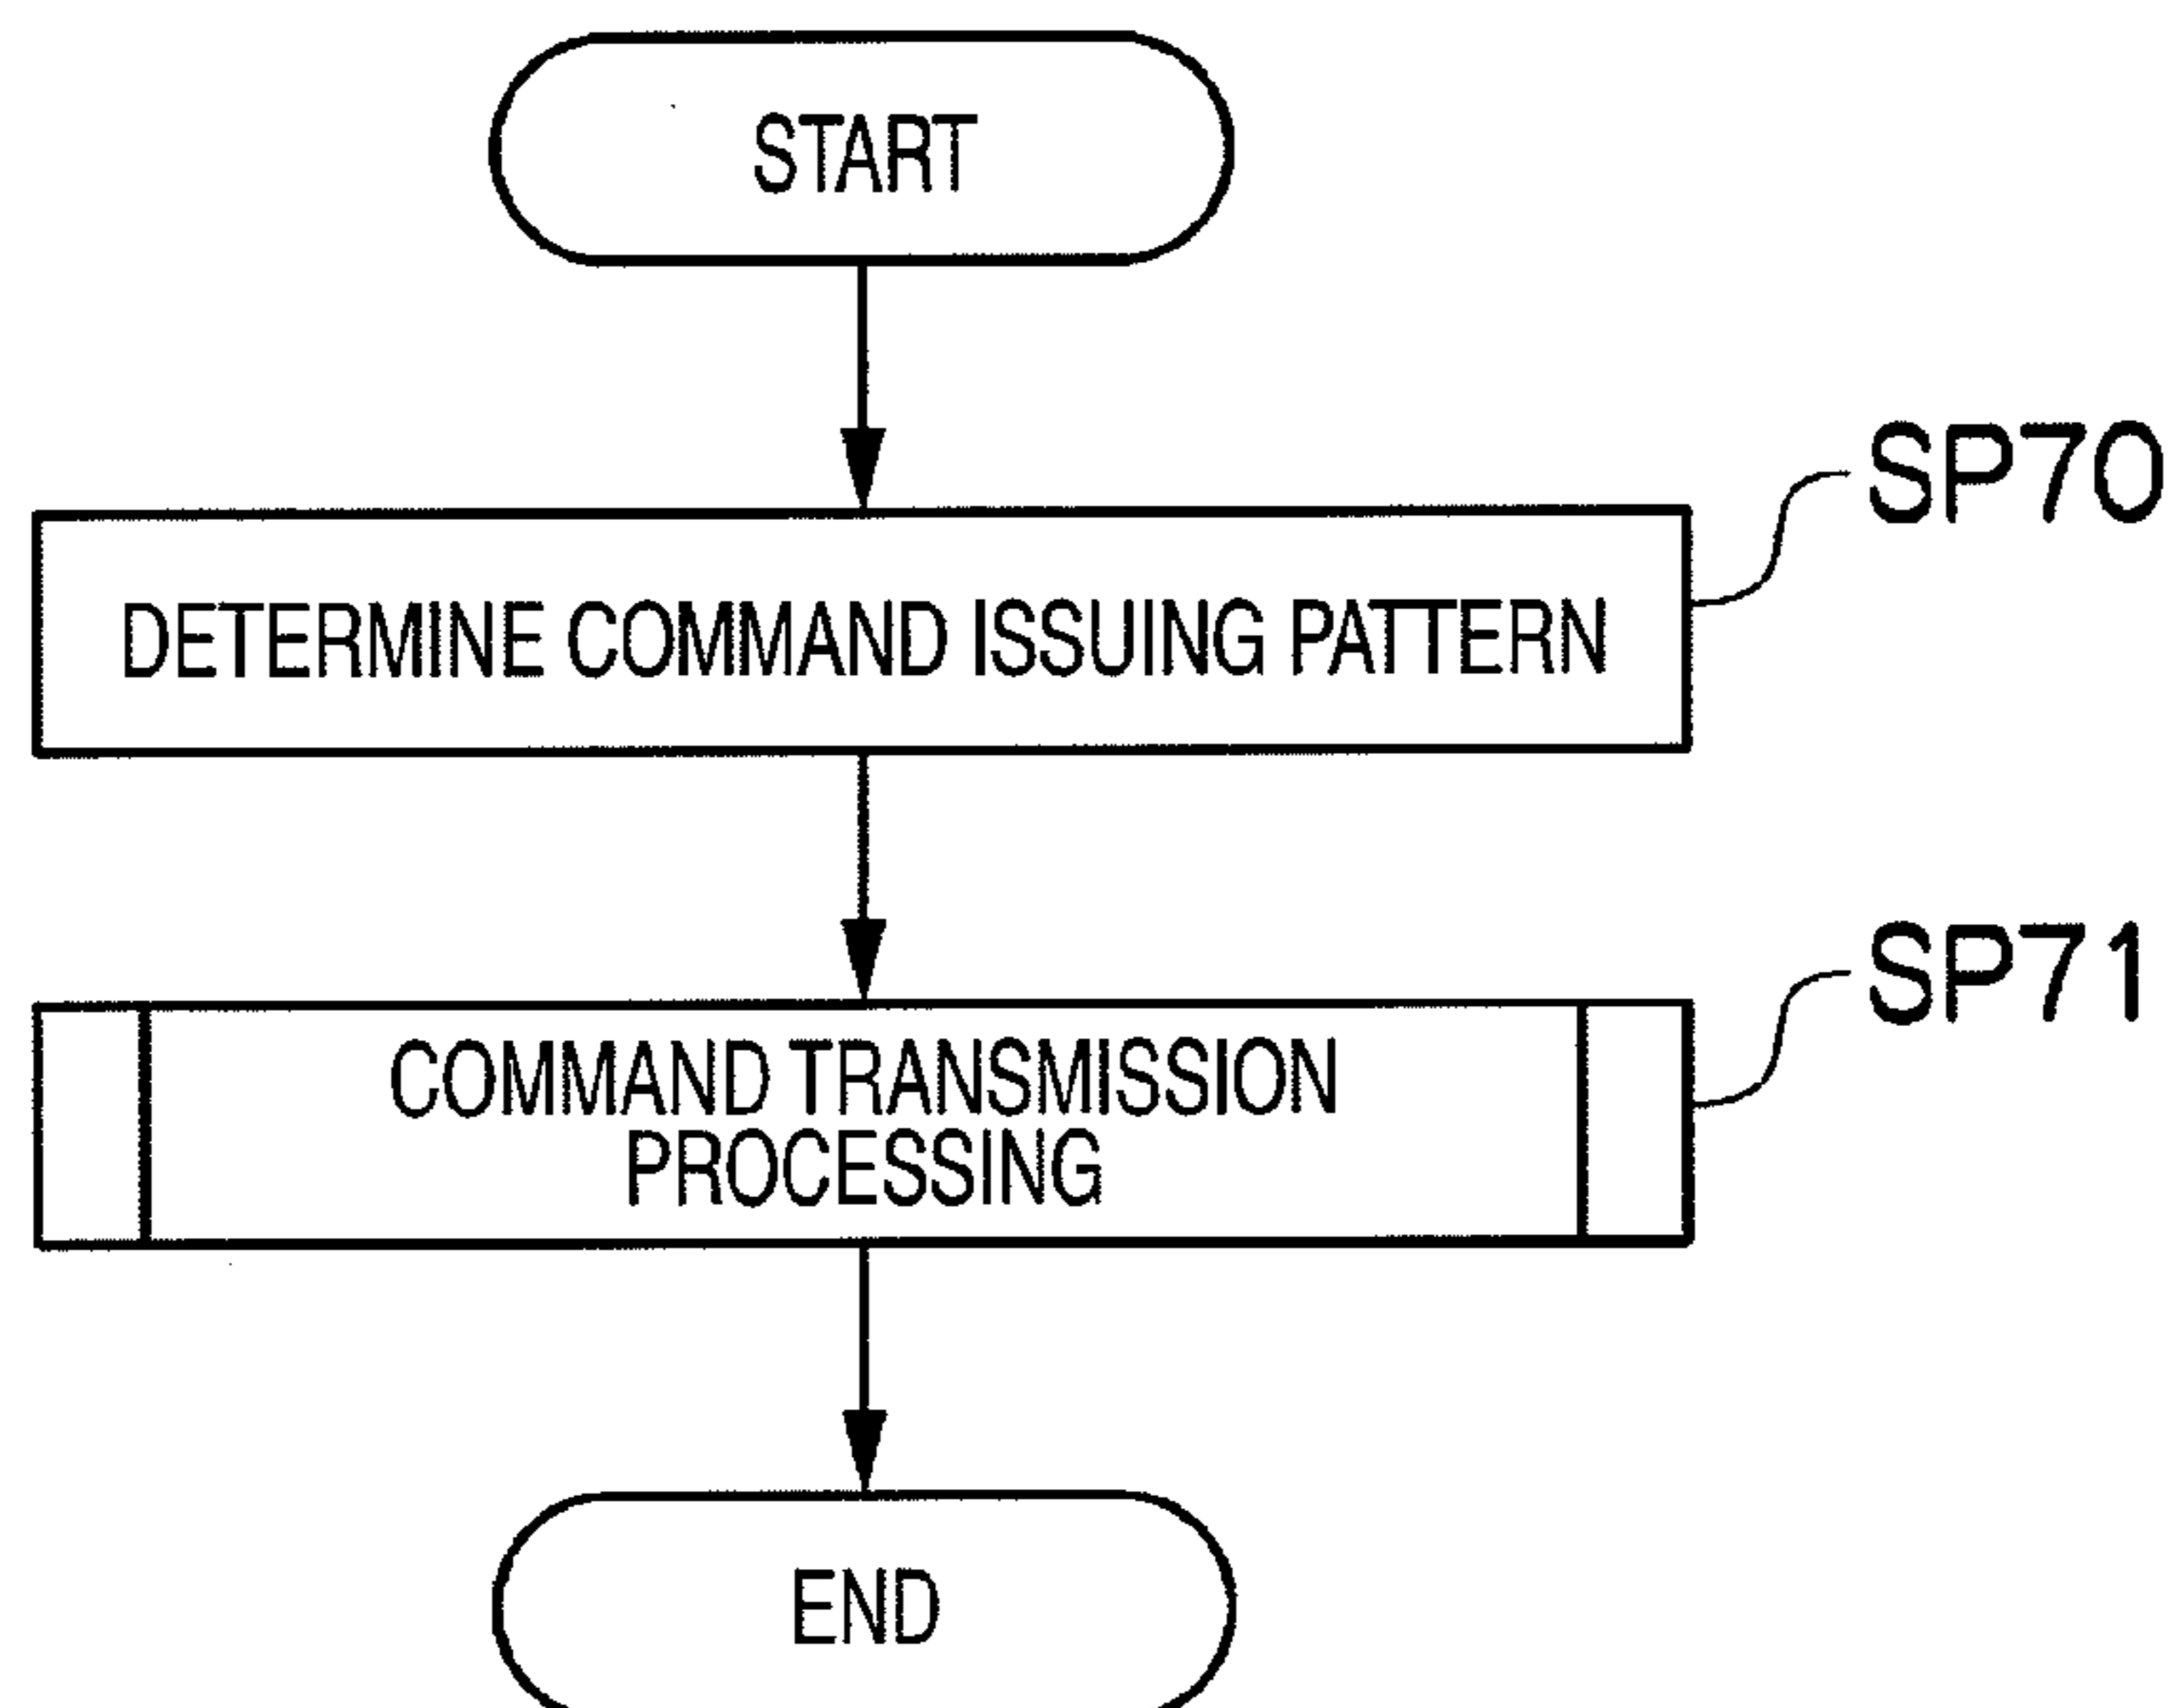 START
SP70
DETERMINE COMMAND ISSUING PATTERN
SP71
COMMAND TRANSMISSION
PROCESSING
END